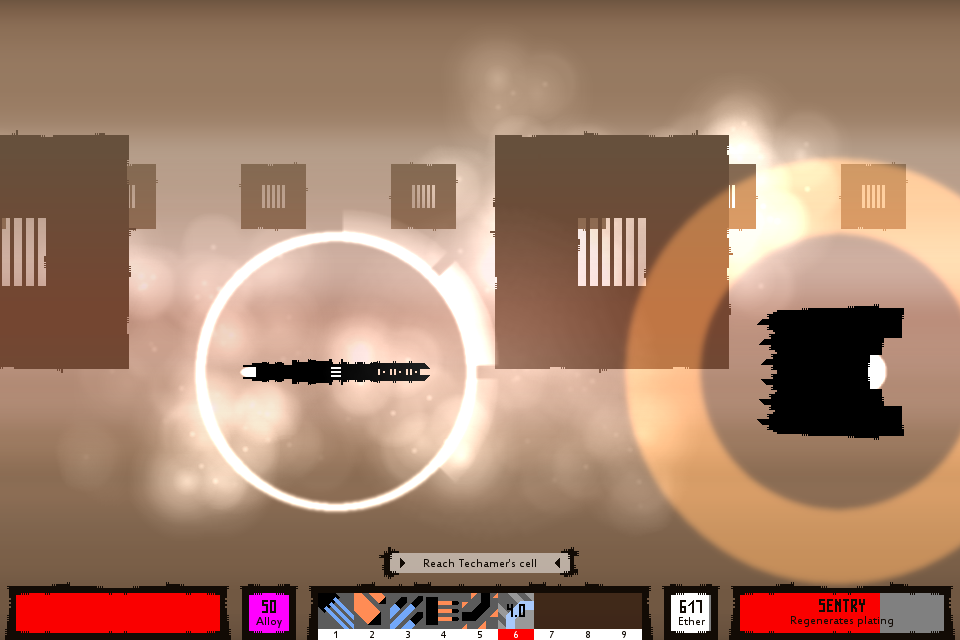 Reach Techamer's cell
50
Alloy
4.0
1 2 3 4 5 6 7 8 9
617
Ether
SENTRY
Regenerates plating